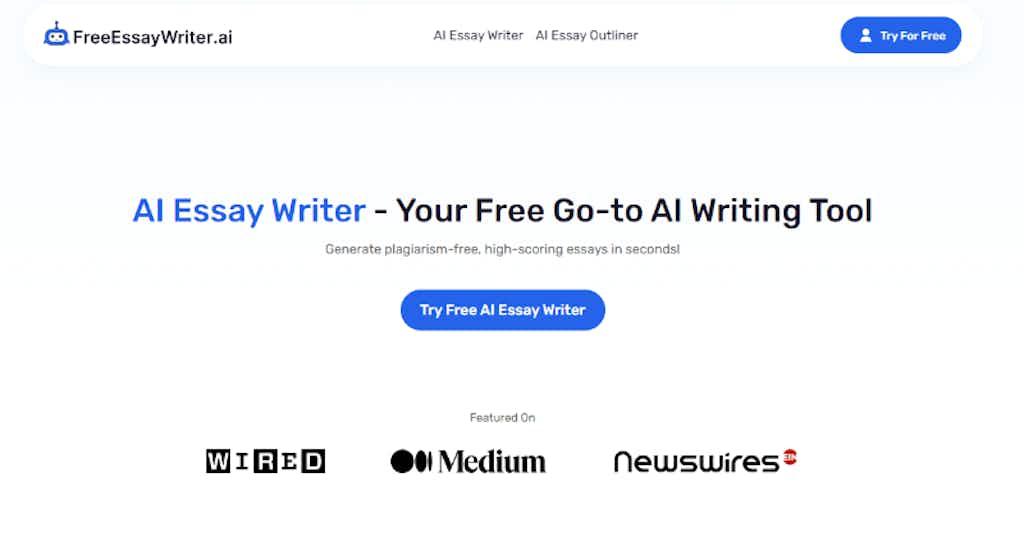 FreeEssayWriter.ai
AI Essay Writer AI Essay Outliner
Try For Free
AI Essay Writer - Your Free Go-to AI Writing Tool
Generate plagiarism-free, high-scoring essays in seconds!
Try Free AI Essay Writer
Featured On
WIRED
Medium
newswires EIN